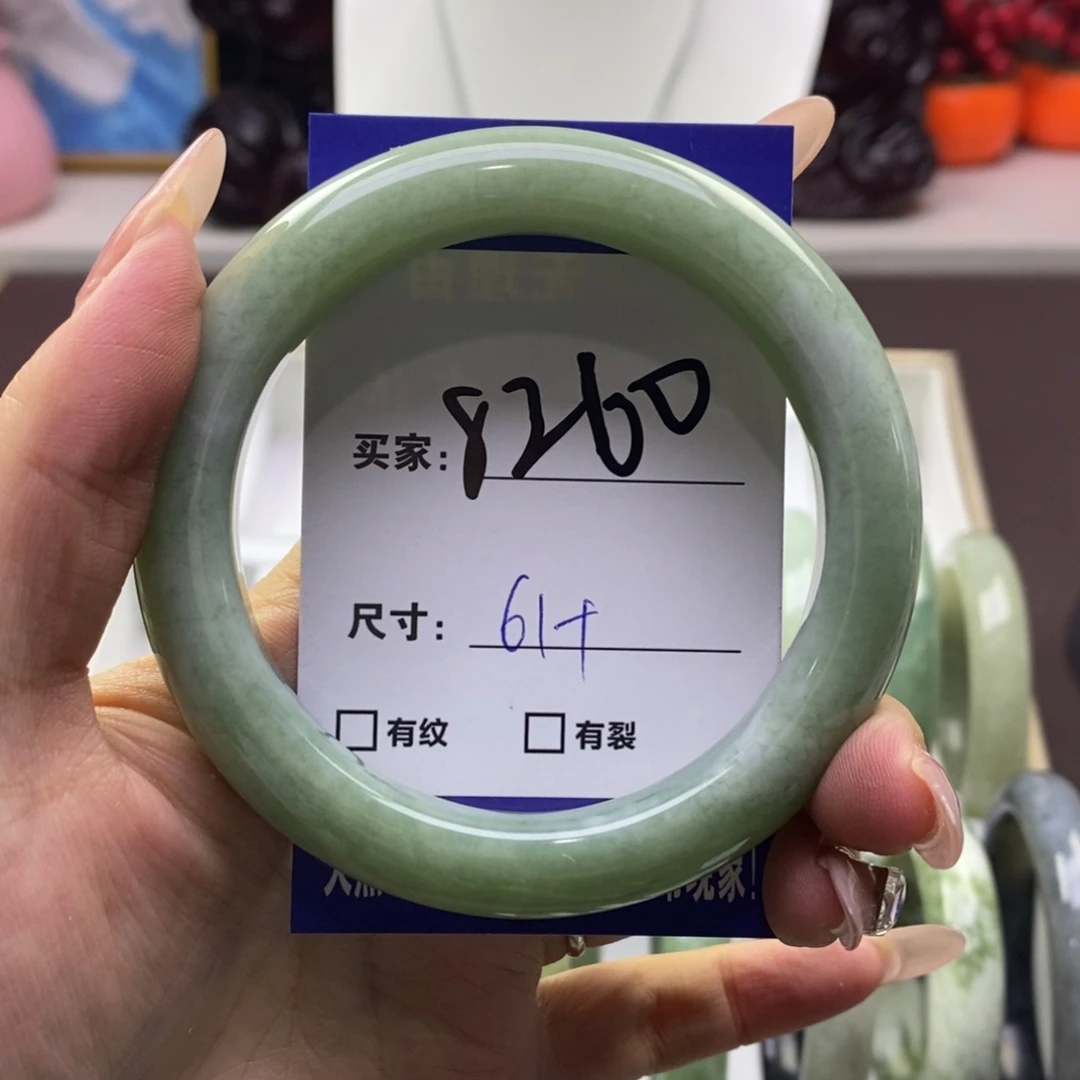 买家: 8260
尺寸: 61+
□有纹 □有裂